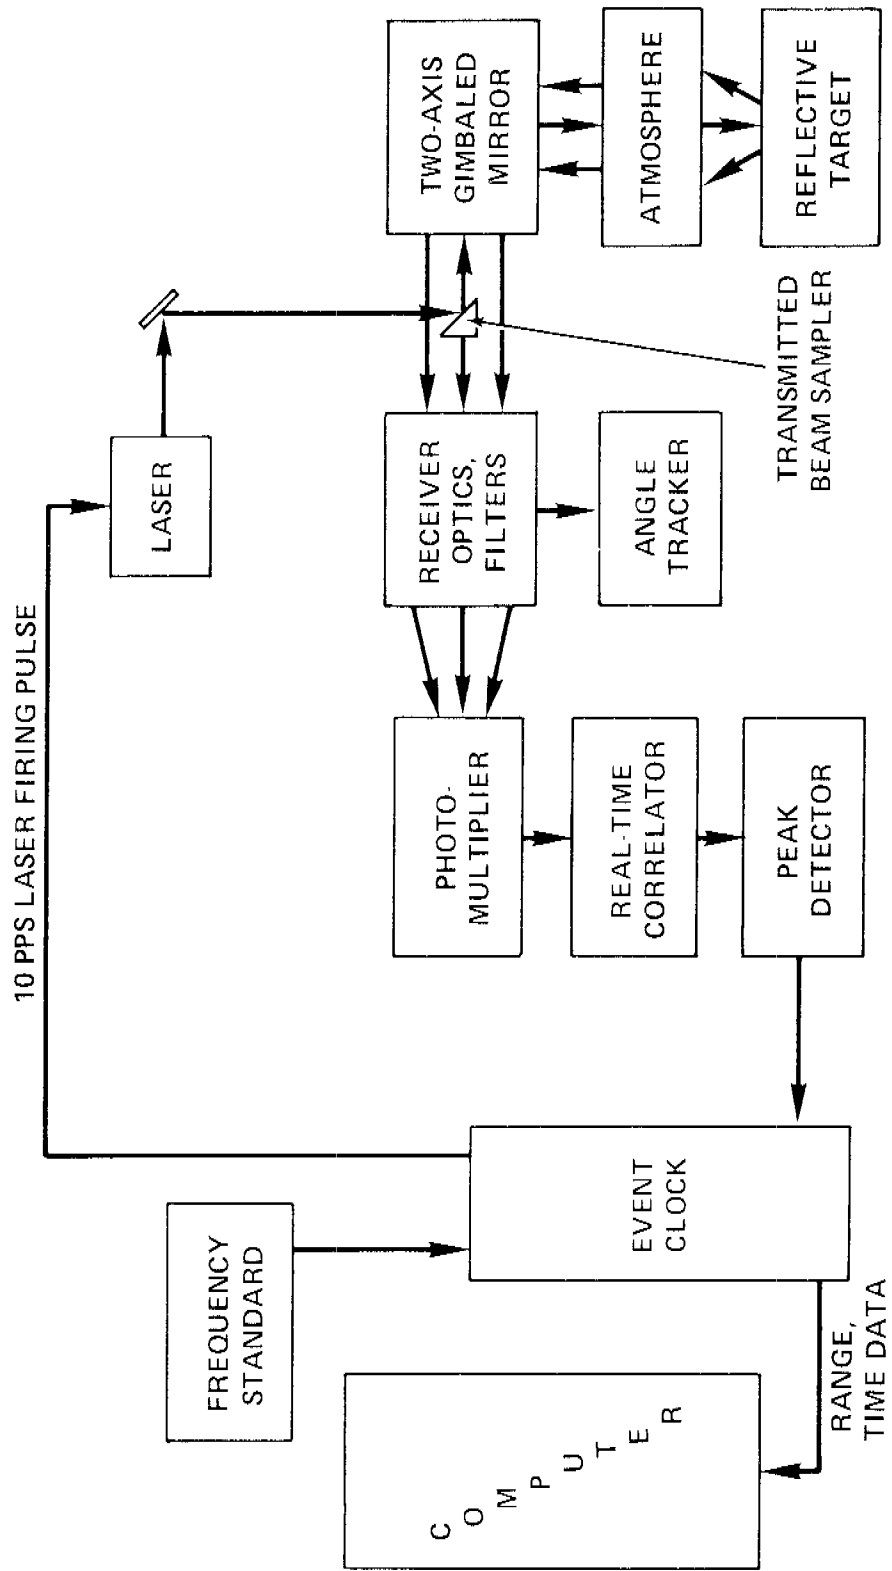 10 PPS LASER FIRING PULSE
LASER
FREQUENCY
STANDARD
COMPUTER
EVENT
CLOCK
RANGE,
TIME DATA
PHOTO-
MULTIPLIER
REAL-TIME
CORRELATOR
PEAK
DETECTOR
RECEIVER
OPTICS,
FILTERS
ANGLE
TRACKER
TRANSMITTED
BEAM SAMPLER
TWO-AXIS
GIMBALED
MIRROR
ATMOSPHERE
REFLECTIVE
TARGET